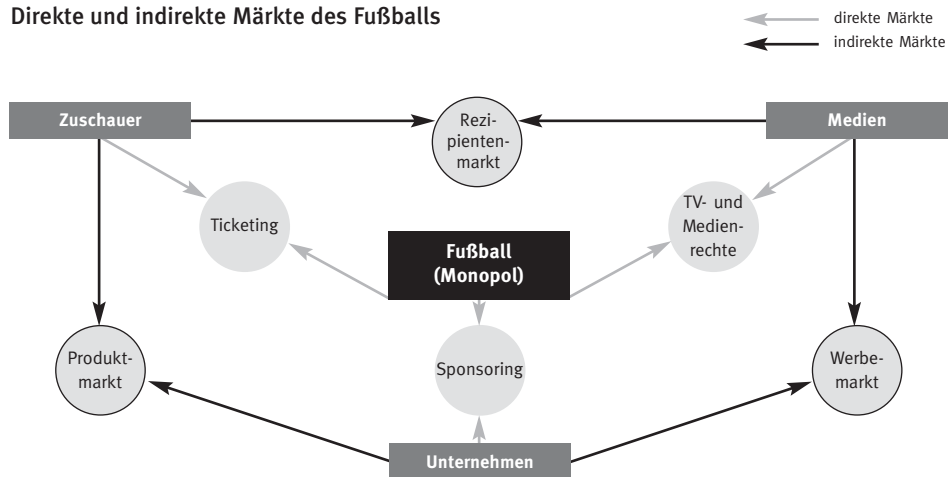 Direkte und indirekte Märkte des Fußballs
direkte Märkte
indirekte Märkte
Zuschauer
Rezi-
pienten-
markt
Medien
Ticketing
TV- und
Medien-
rechte
Fußball
(Monopol)
Produkt-
markt
Sponsoring
Werbe-
markt
Unternehmen